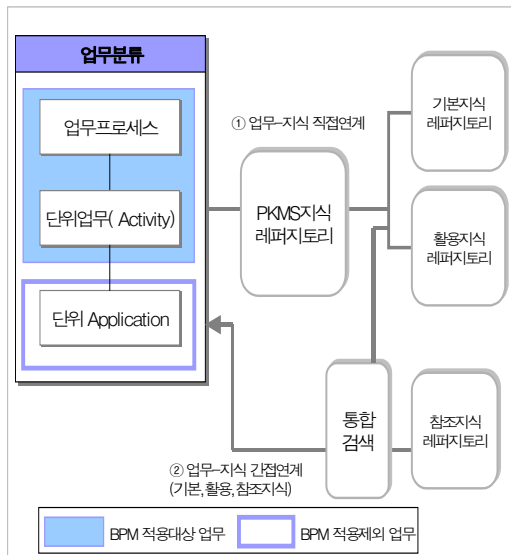 업무분류
업무프로세스
단위업무( Activity)
단위 Application
① 업무-지식 직접연계
PKMS지식
레퍼지토리
기본지식
레퍼지토리
활용지식
레퍼지토리
통합
검색
참조지식
레퍼지토리
② 업무-지식 간접연계
(기본, 활용, 참조지식)
BPM 적용대상 업무
BPM 적용제외 업무